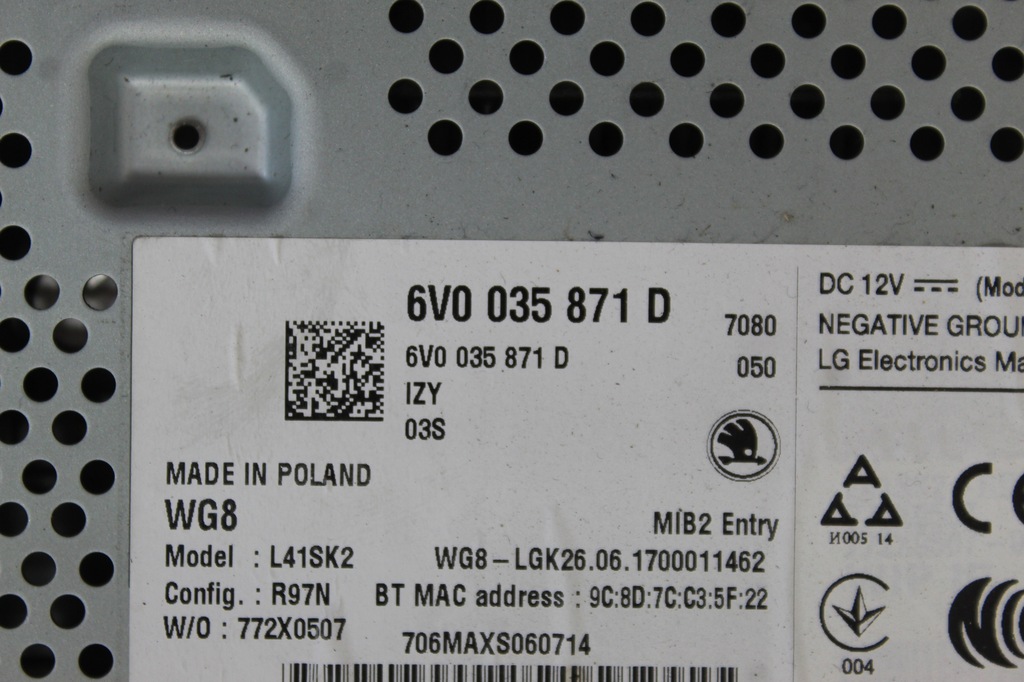 6V0 035 871 D
7080
6V0 035 871 D
050
IZY
03S
MADE IN POLAND
WG8
MIB2 Entry
Model : L41SK2 WG8-LGK26.06.1700011462
Config. : R97N BT MAC address : 9C:8D:7C:C3:5F:22
W/O : 772X0507 706MAXS060714
DC 12V (Mod
NEGATIVE GROU
LG Electronics Ma
И005 14
CE
004